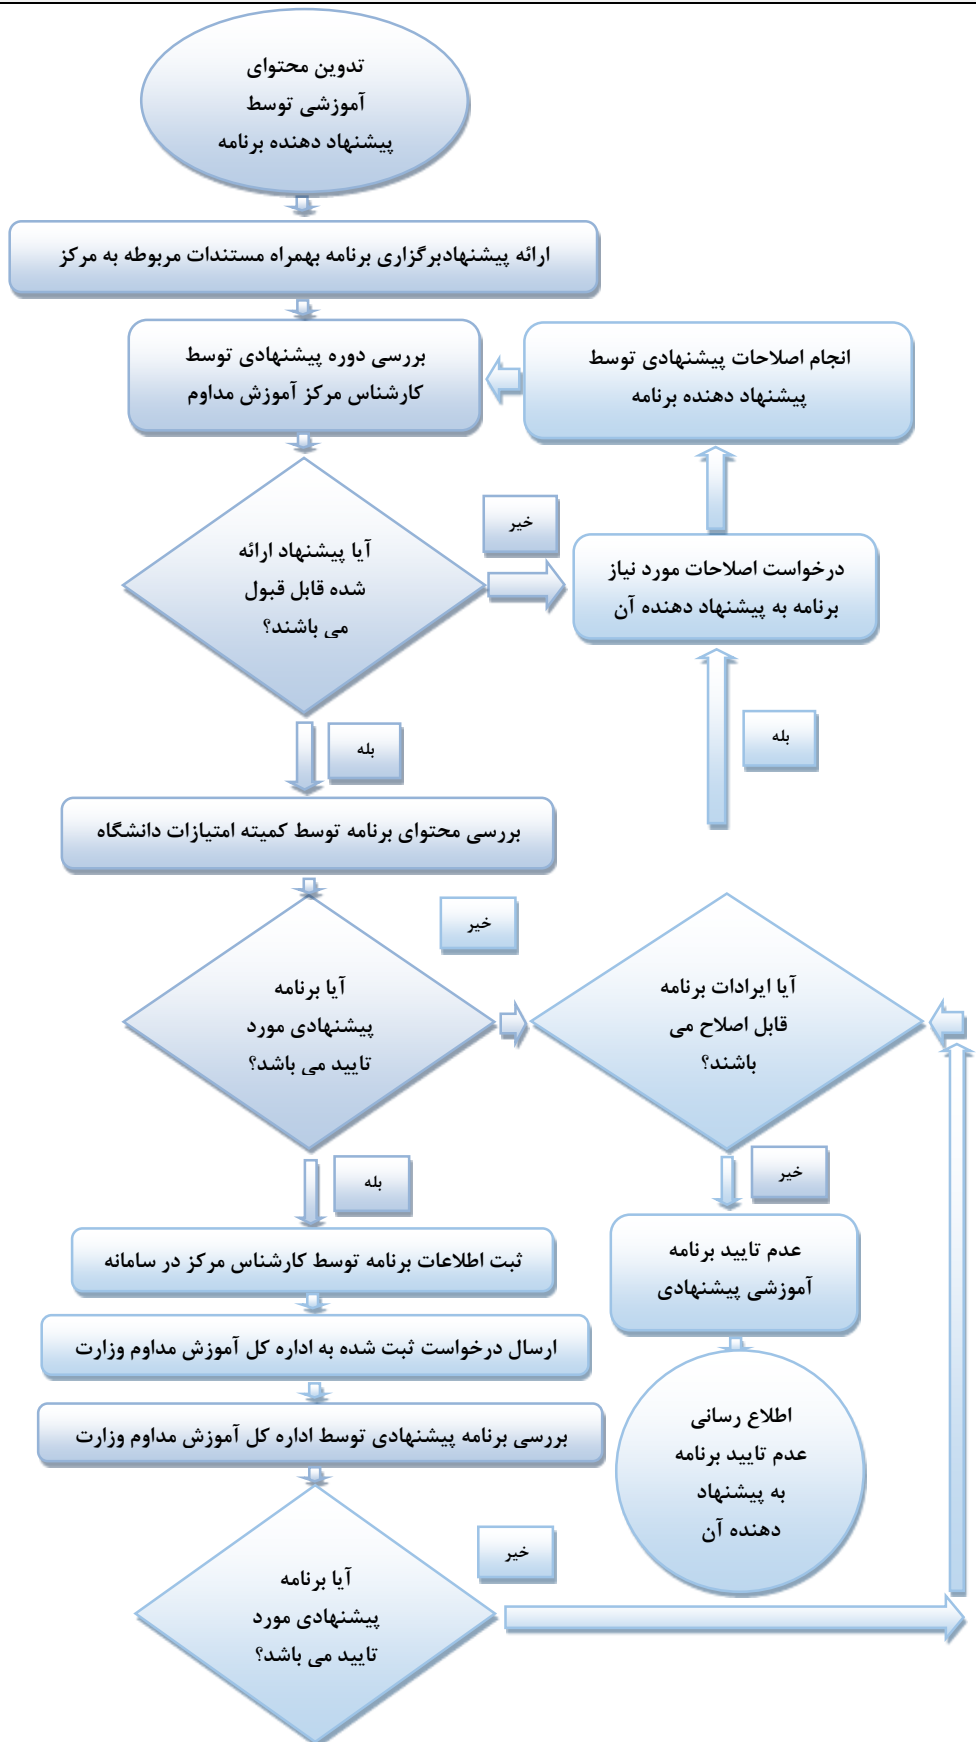 تدوین محتوای
آموزشی توسط
پیشنهاد دهنده برنامه
ارائه پیشنهادبرگزاری برنامه بهمراه مستندات مربوطه به مرکز
بررسی دوره پیشنهادی توسط
کارشناس مرکز آموزش مداوم
انجام اصلاحات پیشنهادی توسط
پیشنهاد دهنده برنامه
آیا پیشنهاد ارائه
شده قابل قبول
می باشند؟
خیر
درخواست اصلاحات مورد نیاز
برنامه به پیشنهاد دهنده آن
بله
بله
بررسی محتوای برنامه توسط کمیته امتیازات دانشگاه
خیر
آیا برنامه
پیشنهادی مورد
تایید می باشد؟
آیا ایرادات برنامه
قابل اصلاح می
باشند؟
بله
خیر
ثبت اطلاعات برنامه توسط کارشناس مرکز در سامانه
عدم تایید برنامه
آموزشی پیشنهادی
ارسال درخواست ثبت شده به اداره کل آموزش مداوم وزارت
بررسی برنامه پیشنهادی توسط اداره کل آموزش مداوم وزارت
اطلاع رسانی
عدم تایید برنامه
به پیشنهاد
دهنده آن
خیر
آیا برنامه
پیشنهادی مورد
تایید می باشد؟